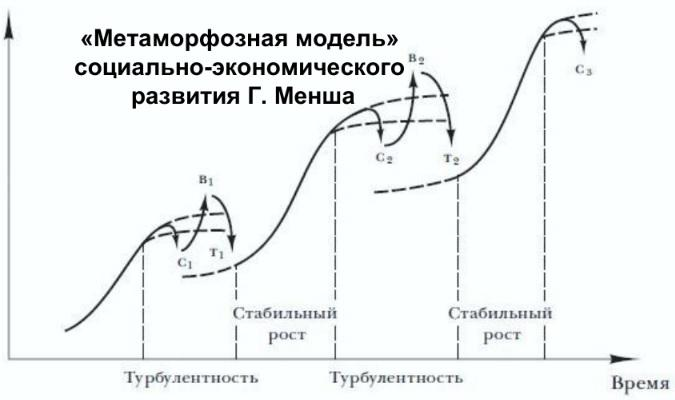 «Метаморфозная модель»
социально-экономического
развития Г. Менша
B₂
C₃
C₂
T₂
B₁
C₁
T₁
Стабильный
рост
Стабильный
рост
Турбулентность
Турбулентность
Время